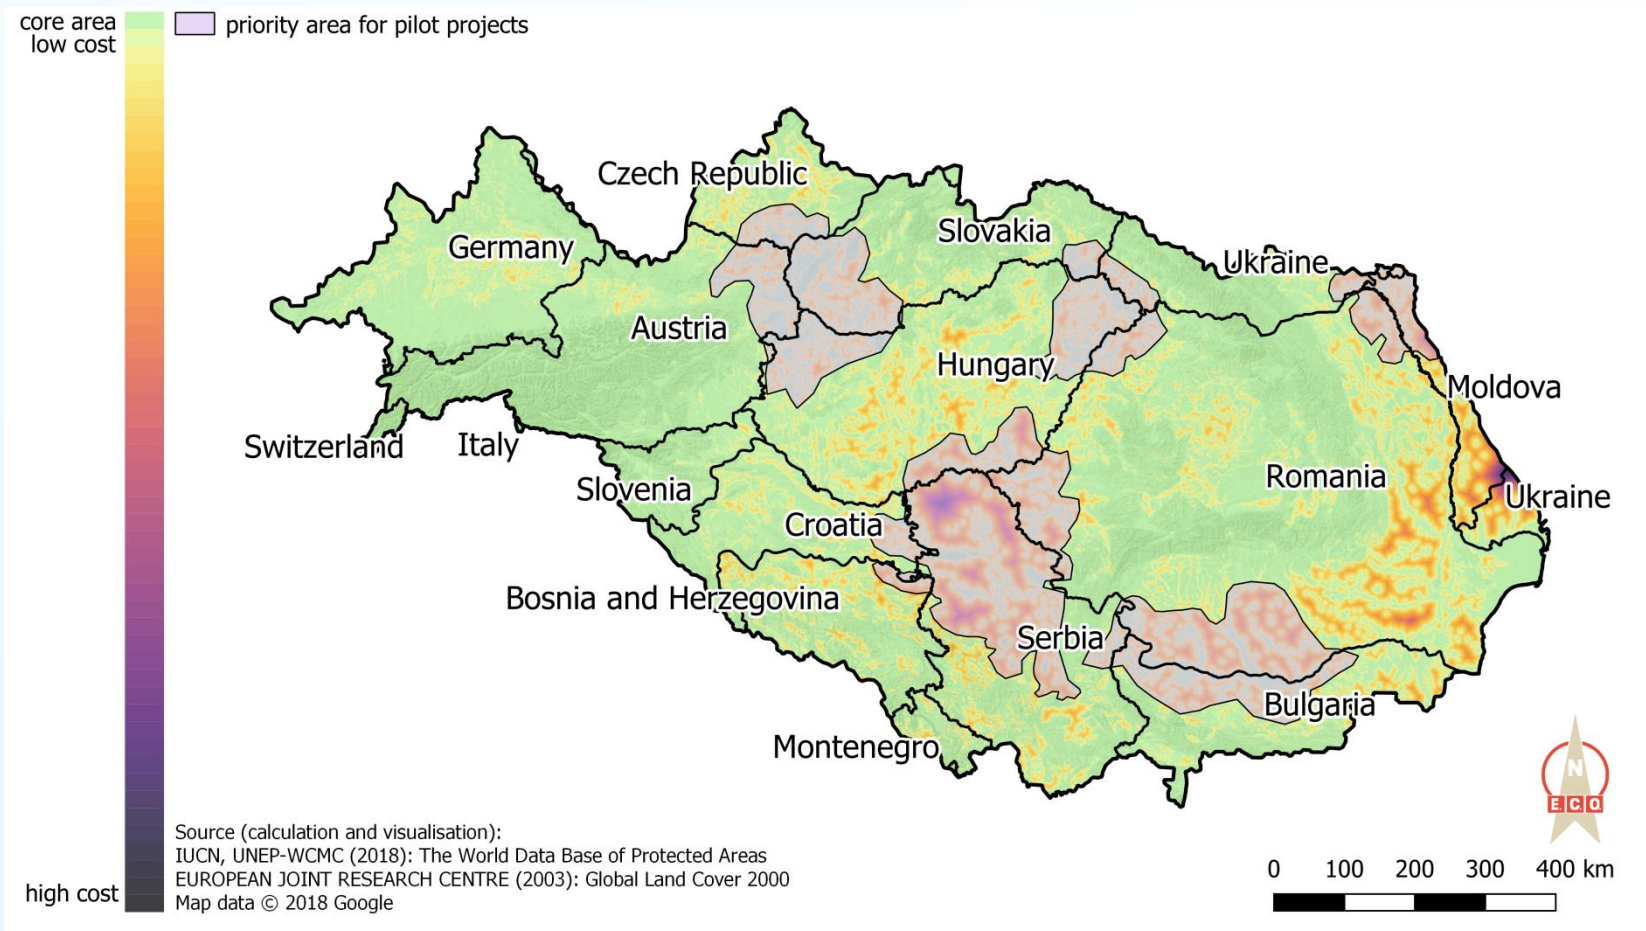 core area
low cost
priority area for pilot projects
Czech Republic
Slovakia
Germany
Ukraine
Austria
Hungary
Moldova
Switzerland
Italy
Romania
Slovenia
Ukraine
Croatia
Bosnia and Herzegovina
Serbia
Bulgaria
Montenegro
N
E.C.O
Source (calculation and visualisation):
IUCN, UNEP-WCMC (2018): The World Data Base of Protected Areas
EUROPEAN JOINT RESEARCH CENTRE (2003): Global Land Cover 2000
Map data © 2018 Google
high cost
0 100 200 300 400 km